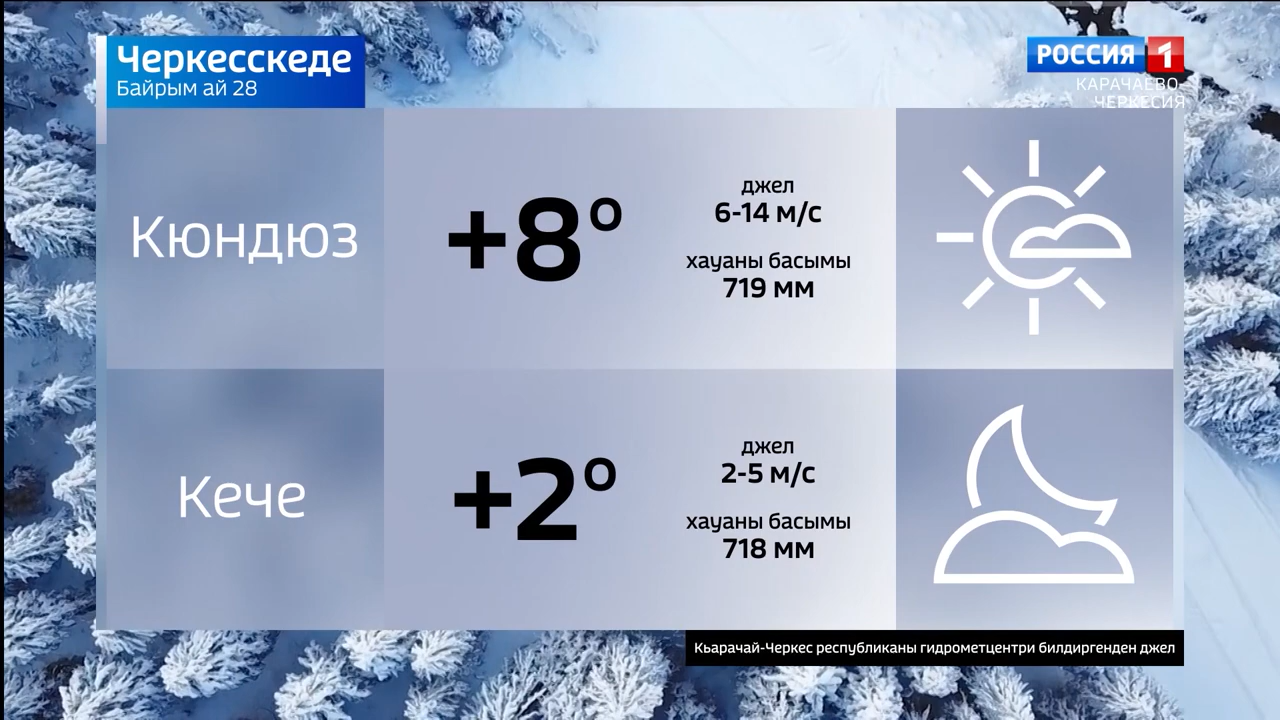 Черкесскеде
Байрым ай 28
РОССИЯ 1
КАРАЧАЕВО-
ЧЕРКЕСИЯ
Кюндюз
+8°
джел
6-14 м/с
хауаны басымы
719 мм
Кече
+2°
джел
2-5 м/с
хауаны басымы
718 мм
Кьарачай-Черкес республиканы гидрометцентри билдиргенден джел